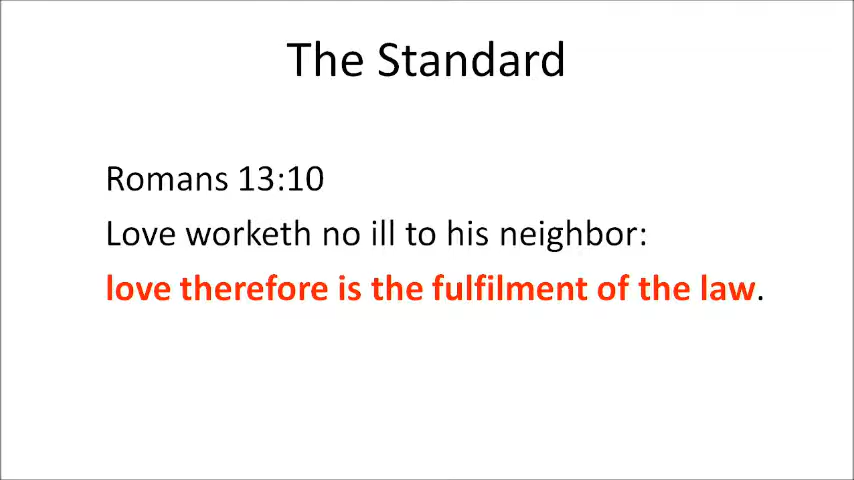 The Standard
Romans 13:10
Love worketh no ill to his neighbor:
love therefore is the fulfilment of the law.